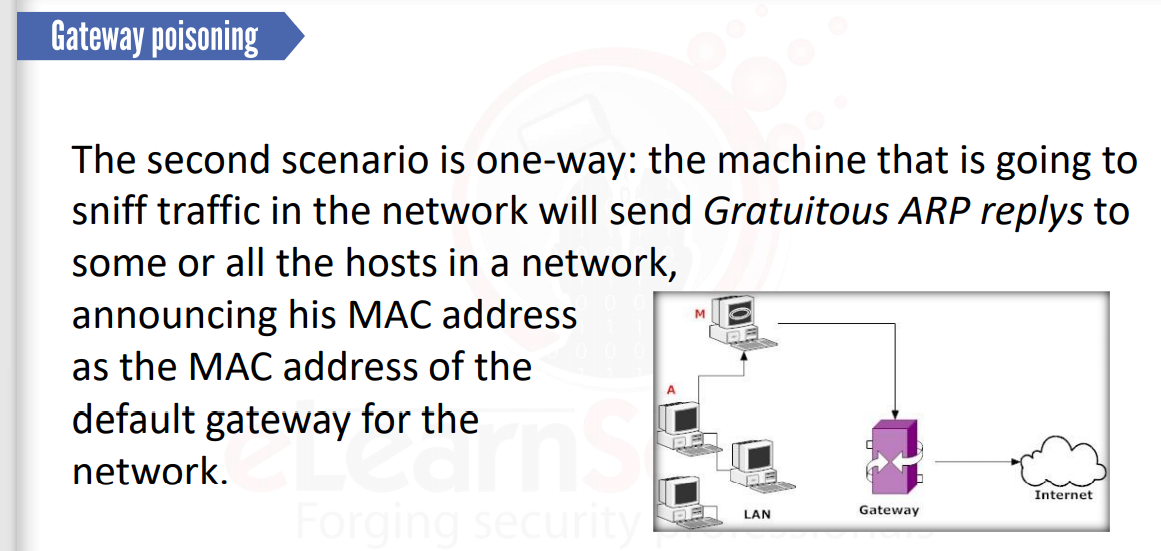 Gateway poisoning
The second scenario is one-way: the machine that is going to
sniff traffic in the network will send Gratuitous ARP replys to
some or all the hosts in a network,
announcing his MAC address
as the MAC address of the
default gateway for the
network.
M
A
LAN
Gateway
Internet
eLearnS
Forging security professionals